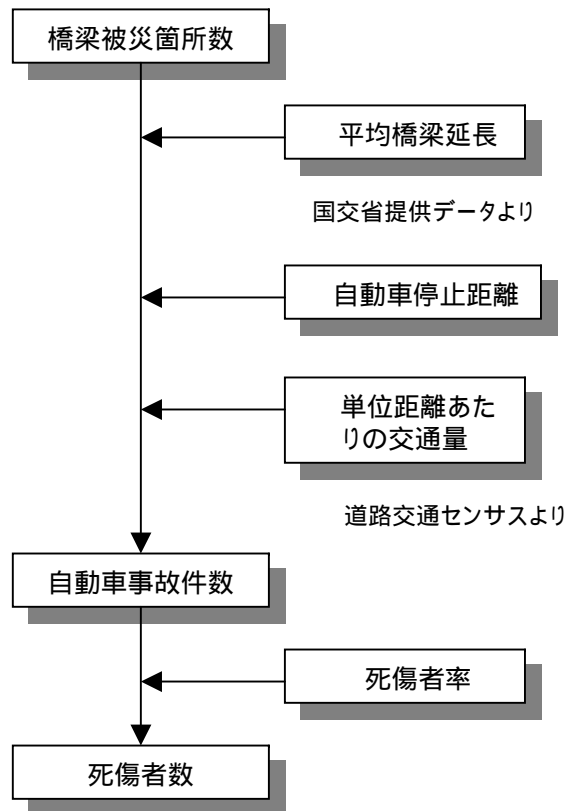 橋梁被災箇所数
平均橋梁延長
国交省提供データより
自動車停止距離
単位距離あた
りの交通量
道路交通センサスより
自動車事故件数
死傷者率
死傷者数